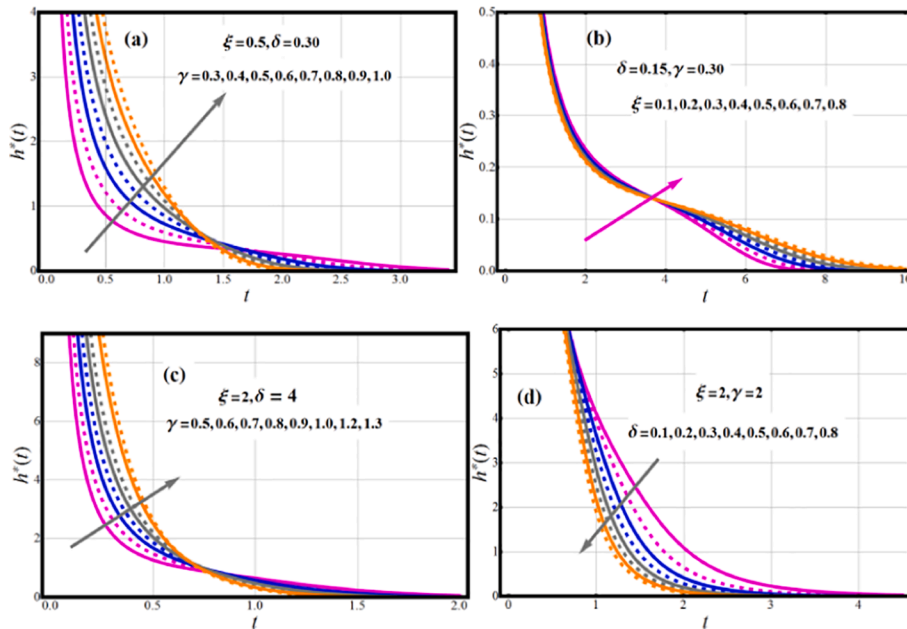 4
(a)
ξ=0.5, δ=0.30
γ=0.3,0.4,0.5,0.6,0.7,0.8,0.9,1.0
3
2
1
0
h*(t)
0.0 0.5 1.0 1.5 2.0 2.5 3.0
t
0.5
(b)
δ=0.15, γ=0.30
ξ=0.1,0.2,0.3,0.4,0.5,0.6,0.7,0.8
0.4
0.3
0.2
0.1
0.0
h*(t)
2 4 6 8 10
t
(c)
ξ=2, δ = 4
γ=0.5,0.6,0.7,0.8,0.9,1.0,1.2,1.3
8
6
4
2
h*(t)
0.0 0.5 1.0 1.5 2.0
t
6
(d)
ξ=2, γ=2
δ=0.1,0.2,0.3,0.4,0.5,0.6,0.7,0.8
5
4
3
2
1
0
h*(t)
0 1 2 3 4
t